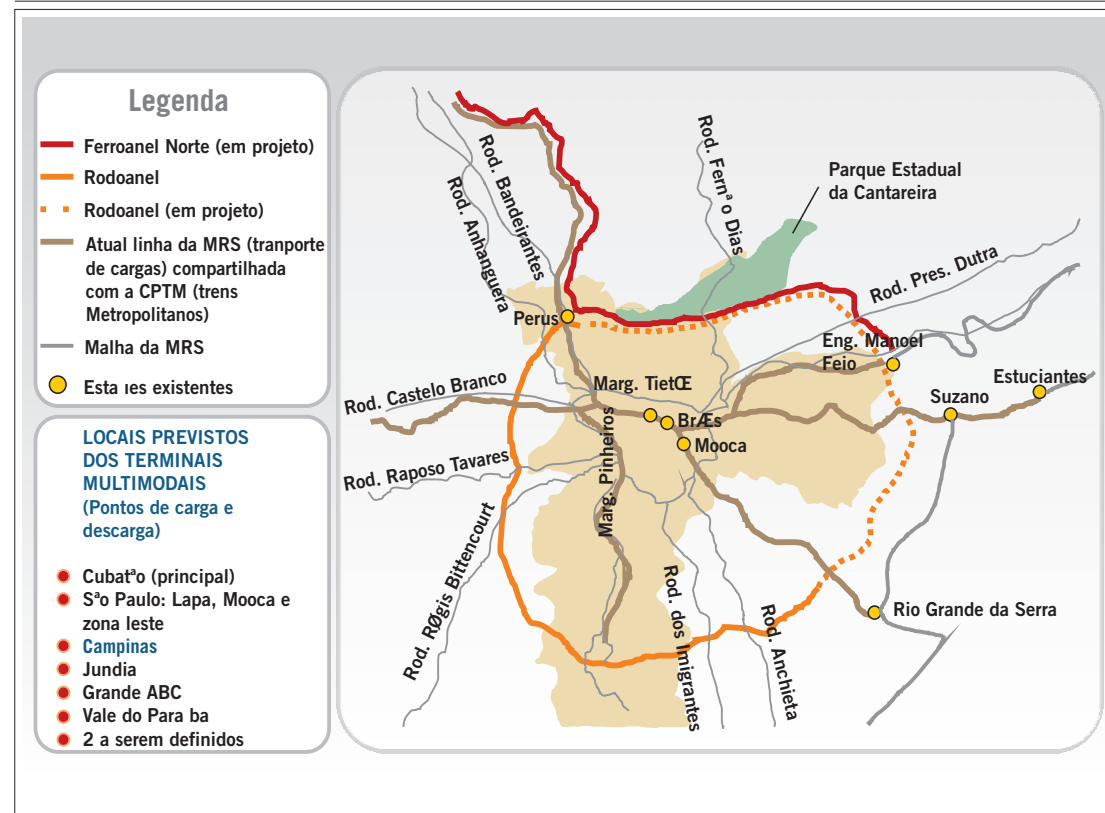 Legenda
Ferroanel Norte (em projeto)
Rodoanel
Rodoanel (em projeto)
Atual linha da MRS (tranporte
de cargas) compartilhada
com a CPTM (trens
Metropolitanos)
Malha da MRS
Esta ıes existentes
LOCAIS PREVISTOS
DOS TERMINAIS
MULTIMODAIS
(Pontos de carga e
descarga)
Cubatªo (principal)
Sªo Paulo: Lapa, Mooca e
zona leste
Campinas
Jundia
Grande ABC
Vale do Para ba
2 a serem definidos
Rod. Bandeirantes
Rod. Anhanguera
Rod. Fernª o Dias
Parque Estadual
da Cantareira
Rod. Pres. Dutra
Perus
Eng. Manoel
Feio
Marg. TietŒ
Rod. Castelo Branco
BrÆs
Mooca
Suzano
Estuciantes
Rod. Raposo Tavares
Marg. Pinheiros
Rod. RØgis Bittencourt
Rod. dos Imigrantes
Rod. Anchieta
Rio Grande da Serra